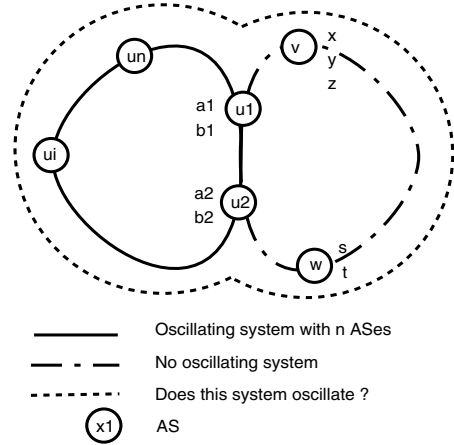 un
v
x
y
z
a1
u1
b1
ui
a2
u2
b2
w
s
t
Oscillating system with n ASes
No oscillating system
Does this system oscillate ?
x1
AS